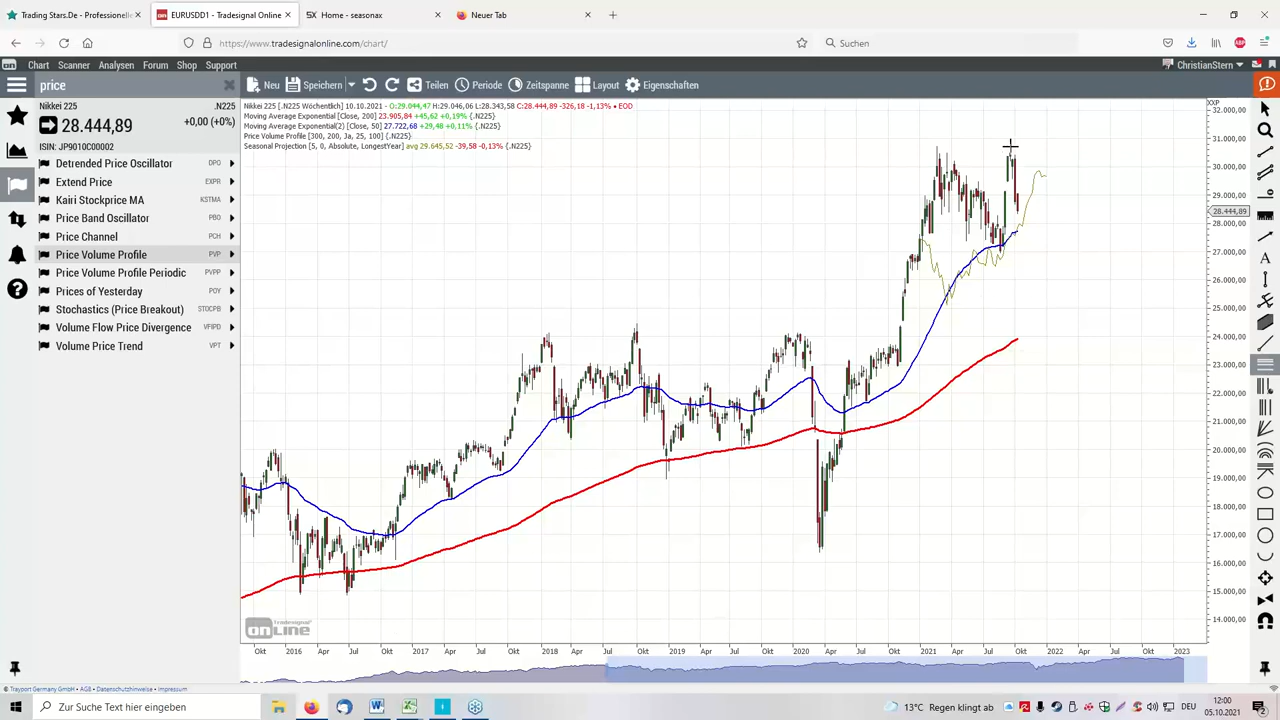 Trading Stars.De - Professionelle
EURUSDD1 - Tradesignal Online
Home - seasonax
Neuer Tab
https://www.tradesignalonline.com/chart/
Suchen
Chart Scanner Analysen Forum Shop Support
ChristianStern
price
Neu Speichern Teilen Periode Zeitspanne Layout Eigenschaften
Nikkei 225 .N225
28.444,89 +0,00 (+0%)
ISIN: JP9010C00002
Detrended Price Oscillator DPO
Extend Price EXPR
Kairi Stockprice MA KSTMA
Price Band Oscillator PBO
Price Channel PCH
Price Volume Profile PVP
Price Volume Profile Periodic PVPP
Prices of Yesterday POY
Stochastics (Price Breakout) STOCPB
Volume Flow Price Divergence VFIPD
Volume Price Trend VPT
Nikkei 225 [.N225 Wöchentlich] 10.10.2021 - O:29.044,47 H:29.046,06 L:28.343,58 C:28.444,89 -326,18 -1,13% • EOD
Moving Average Exponential [Close, 200] 23.905,84 +45,62 +0,19% {.N225}
Moving Average Exponential(2) [Close, 50] 27.722,68 +29,48 +0,11% {.N225}
Price Volume Profile [300, 200, Ja, 25, 100] {.N225}
Seasonal Projection [5, 0, Absolute, LongestYear] avg 29.645,52 -39,58 -0,13% {.N225}
XXP
32.000,00
31.000,00
30.000,00
29.000,00
28.444,89
28.000,00
27.000,00
26.000,00
25.000,00
24.000,00
23.000,00
22.000,00
21.000,00
20.000,00
19.000,00
18.000,00
17.000,00
16.000,00
15.000,00
14.000,00
Tradesignal
onLINE
Okt 2016 Apr Jul Okt 2017 Apr Jul Okt 2018 Apr Jul Okt 2019 Apr Jul Okt 2020 Apr Jul Okt 2021 Apr Jul Okt 2022 Apr Jul Okt 2023
© Trayport Germany GmbH • AGB • Datenschutzhinweise • Impressum
Zur Suche Text hier eingeben
13°C Regen klingt ab
DEU
12:00
05.10.2021